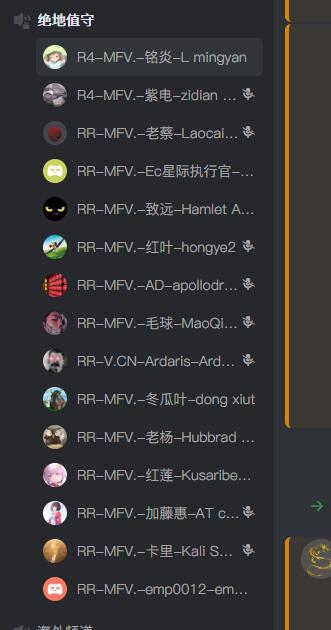 绝地值守
R4-MFV.-铭炎-L mingyan
R4-MFV.-紫电-zidian ...
RR-MFV.-老蔡-Laocai...
RR-MFV.-Ec星际执行官-...
RR-MFV.-致远-Hamlet A...
RR-MFV.-红叶-hongye2
RR-MFV.-AD-apollodr...
RR-MFV.-毛球-MaoQi...
RR-V.CN-Ardaris-Ard...
RR-MFV.-冬瓜叶-dong xiut
RR-MFV.-老杨-Hubbrad ...
RR-MFV.-红莲-Kusaribe...
RR-MFV.-加藤惠-AT c...
RR-MFV.-卡里-Kali S...
RR-MFV.-emp0012-em...